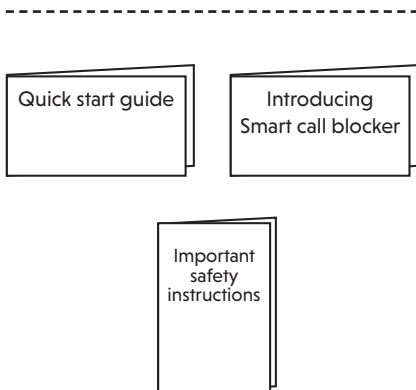 Quick start guide
Introducing
Smart call blocker
Important
safety
instructions